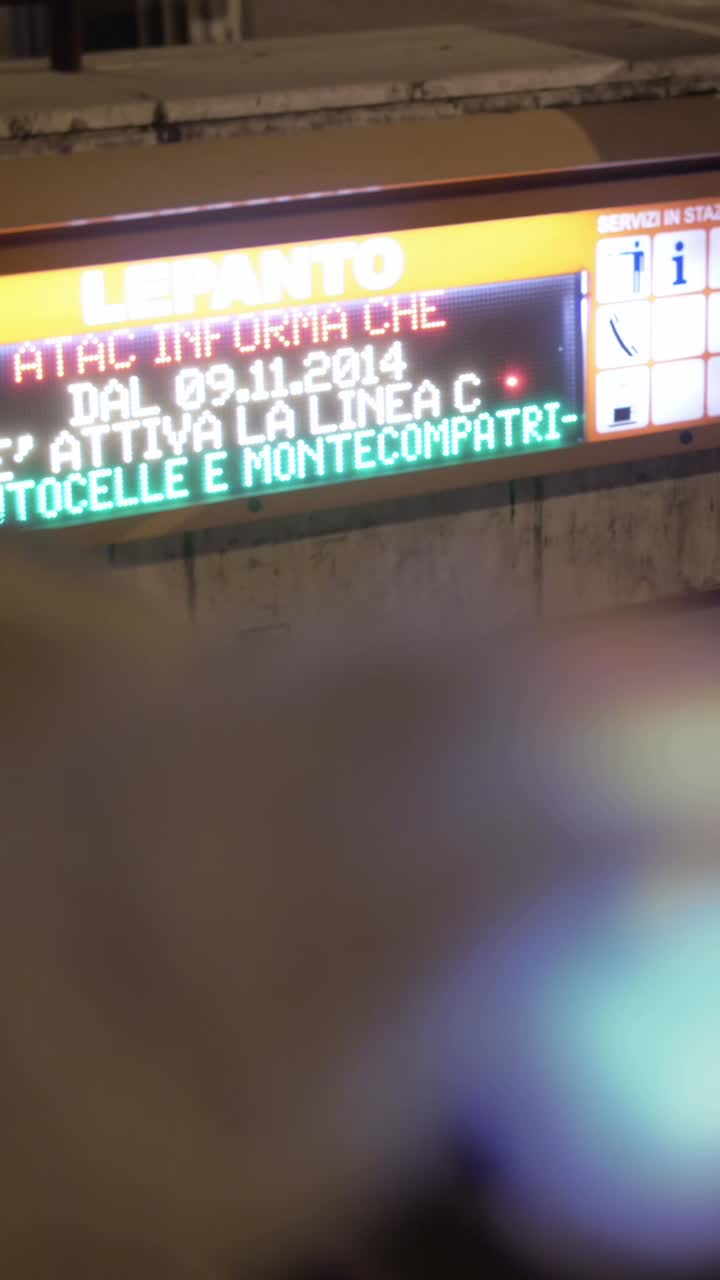 LEPANTO
SERVIZI IN STAZ
ATAC INFORMA CHE
DAL 09.11.2014
E' ATTIVA LA LINEA C
TOCELLE E MONTECOMPATRI-
i